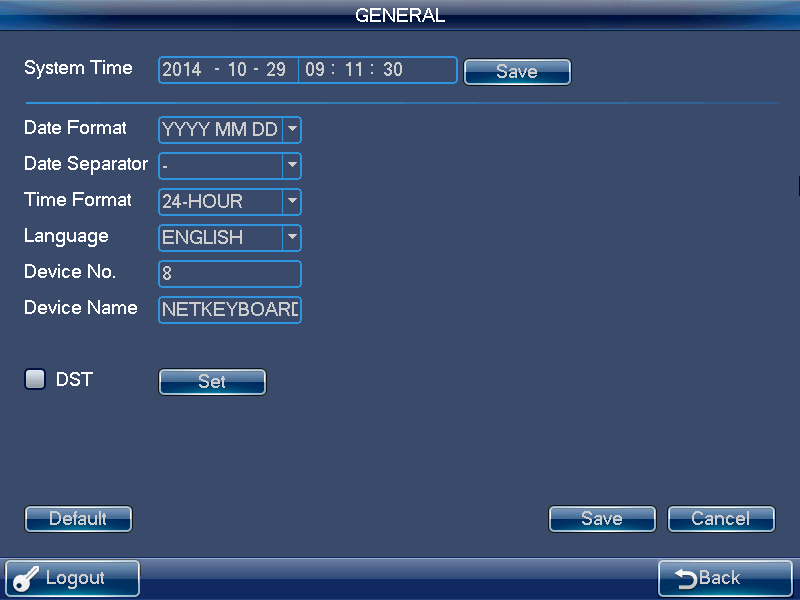 GENERAL
System Time 2014 - 10 - 29 09 : 11 : 30 Save
Date Format YYYY MM DD
Date Separator -
Time Format 24-HOUR
Language ENGLISH
Device No. 8
Device Name NETKEYBOARD
DST Set
Default Save Cancel
Logout Back